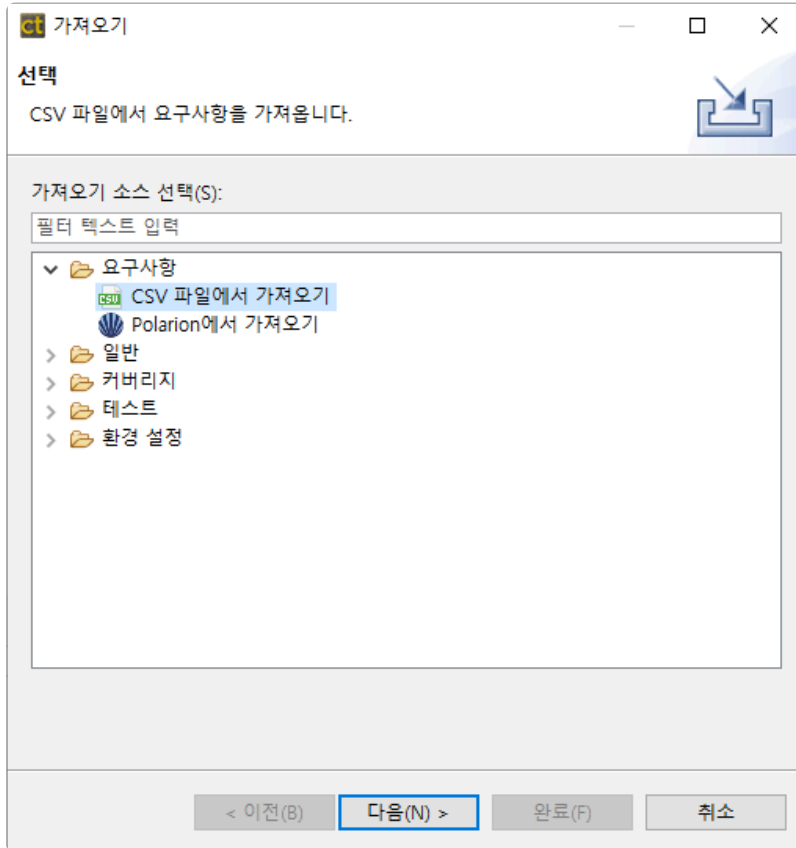 ct 가져오기
선택
CSV 파일에서 요구사항을 가져옵니다.
가져오기 소스 선택(S):
필터 텍스트 입력
요구사항
CSV CSV 파일에서 가져오기
Polarion에서 가져오기
일반
커버리지
테스트
환경 설정
< 이전(B) 다음(N) > 완료(F) 취소